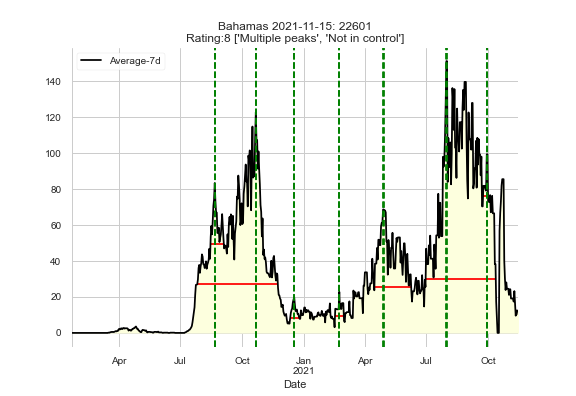 Bahamas 2021-11-15: 22601
Rating:8 ['Multiple peaks', 'Not in control']
Average-7d
140
120
100
80
60
40
20
0
Apr Jul Oct Jan Apr Jul Oct
2021
Date